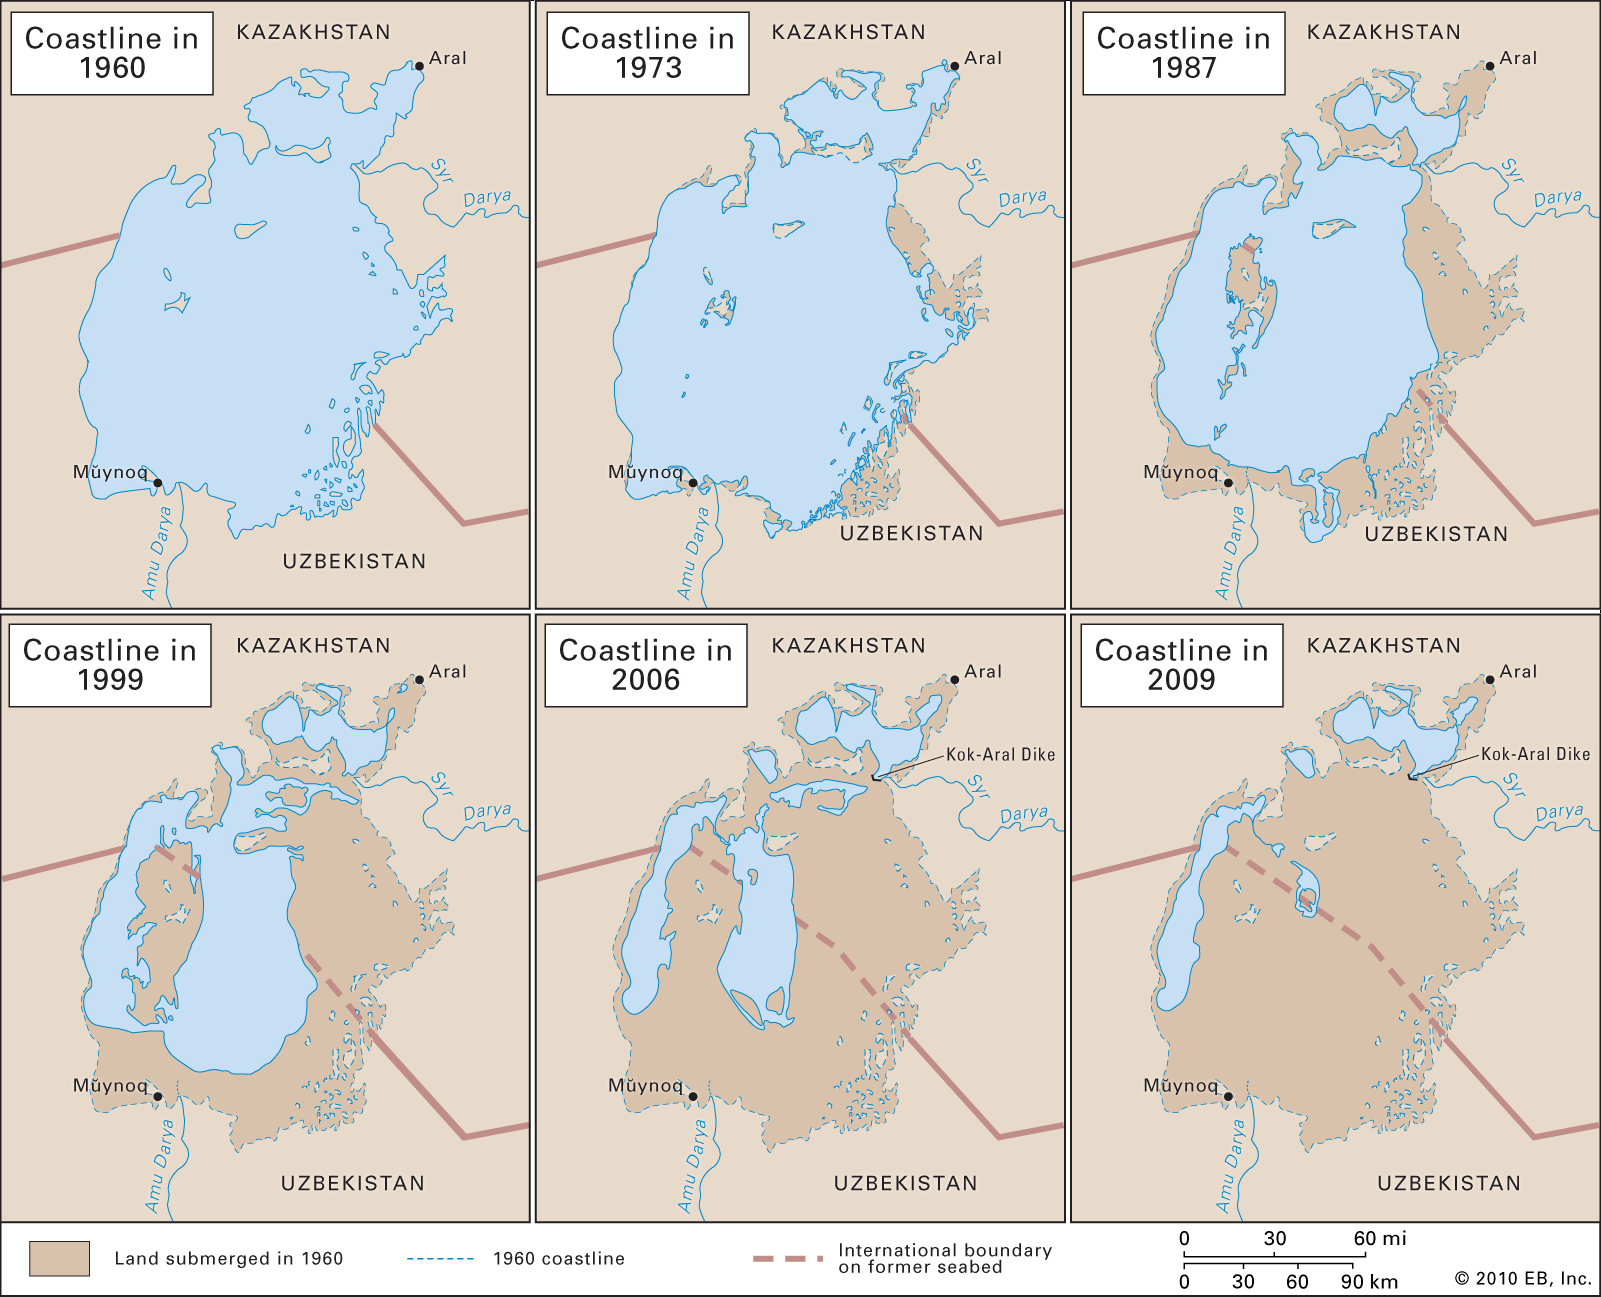 Coastline in
1960
KAZAKHSTAN
Aral
Syr
Darya
Mŭynoq
Amu Darya
UZBEKISTAN
Coastline in
1973
KAZAKHSTAN
Aral
Syr
Darya
Mŭynoq
Amu Darya
UZBEKISTAN
Coastline in
1987
KAZAKHSTAN
Aral
Syr
Darya
Mŭynoq
Amu Darya
UZBEKISTAN
Coastline in
1999
KAZAKHSTAN
Aral
Syr
Darya
Mŭynoq
Amu Darya
UZBEKISTAN
Coastline in
2006
KAZAKHSTAN
Aral
Kok-Aral Dike
Syr
Darya
Mŭynoq
Amu Darya
UZBEKISTAN
Coastline in
2009
KAZAKHSTAN
Aral
Kok-Aral Dike
Syr
Darya
Mŭynoq
Amu Darya
UZBEKISTAN
Land submerged in 1960
1960 coastline
International boundary
on former seabed
0 30 60 mi
0 30 60 90 km
© 2010 EB, Inc.